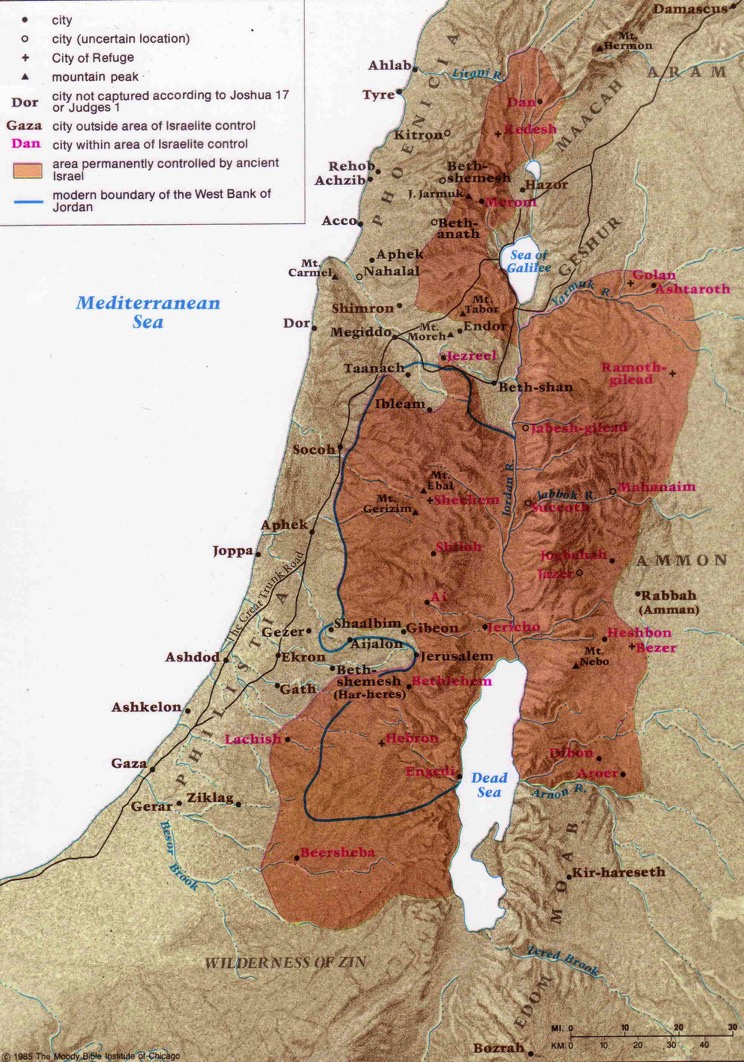 city
city (uncertain location)
City of Refuge
mountain peak
Dor
city not captured according to Joshua 17
or Judges 1
Gaza
city outside area of Israelite control
Dan
city within area of Israelite control
area permanently controlled by ancient
Israel
modern boundary of the West Bank of
Jordan
Damascus
Mt.
Hermon
ARAM
Ahlab
Litani R.
Tyre
PHOENICIA
Dan
MAACAH
Kitron
Kedesh
Rehob
Achzib
Beth-
shemesh
Hazor
J. Jarmuk
Merom
Acco
Beth-
anath
GESHUR
Aphek
Sea of
Galilee
Mt.
Carmel
Nahalal
Golan
Ashtaroth
Yarmuk R.
Mediterranean
Sea
Shimron
Mt.
Tabor
Dor
Megiddo
Mt.
Moreh
Endor
Jezreel
Taanach
Ramoth-
gilead
Beth-shan
Ibleam
Jabesh-gilead
Socoh
Jordan R.
Mt.
Ebal
Mt.
Gerizim
Shechem
Jabbok R.
Mahanaim
Succoth
Aphek
Joppa
Shiloh
Jogbehah
Jazer
AMMON
The Great Trunk Road
Ai
Rabbah
(Amman)
Gezer
Shaalbim
Gibeon
Jericho
Aijalon
Heshbon
Bezer
Ashdod
Ekron
Jerusalem
Mt.
Nebo
Beth-
shemesh
(Har-heres)
Gath
Bethlehem
PHILISTIA
Ashkelon
Lachish
Hebron
Gaza
Engedi
Dead
Sea
Dibon
Aroer
Arnon R.
Gerar
Ziklag
Besor
Brook
MOAB
Beersheba
Kir-hareseth
WILDERNESS OF ZIN
Zered Brook
EDOM
Bozrah
MI. 0 10 20 30
KM. 0 10 20 30 40
© 1985 The Moody Bible Institute of Chicago